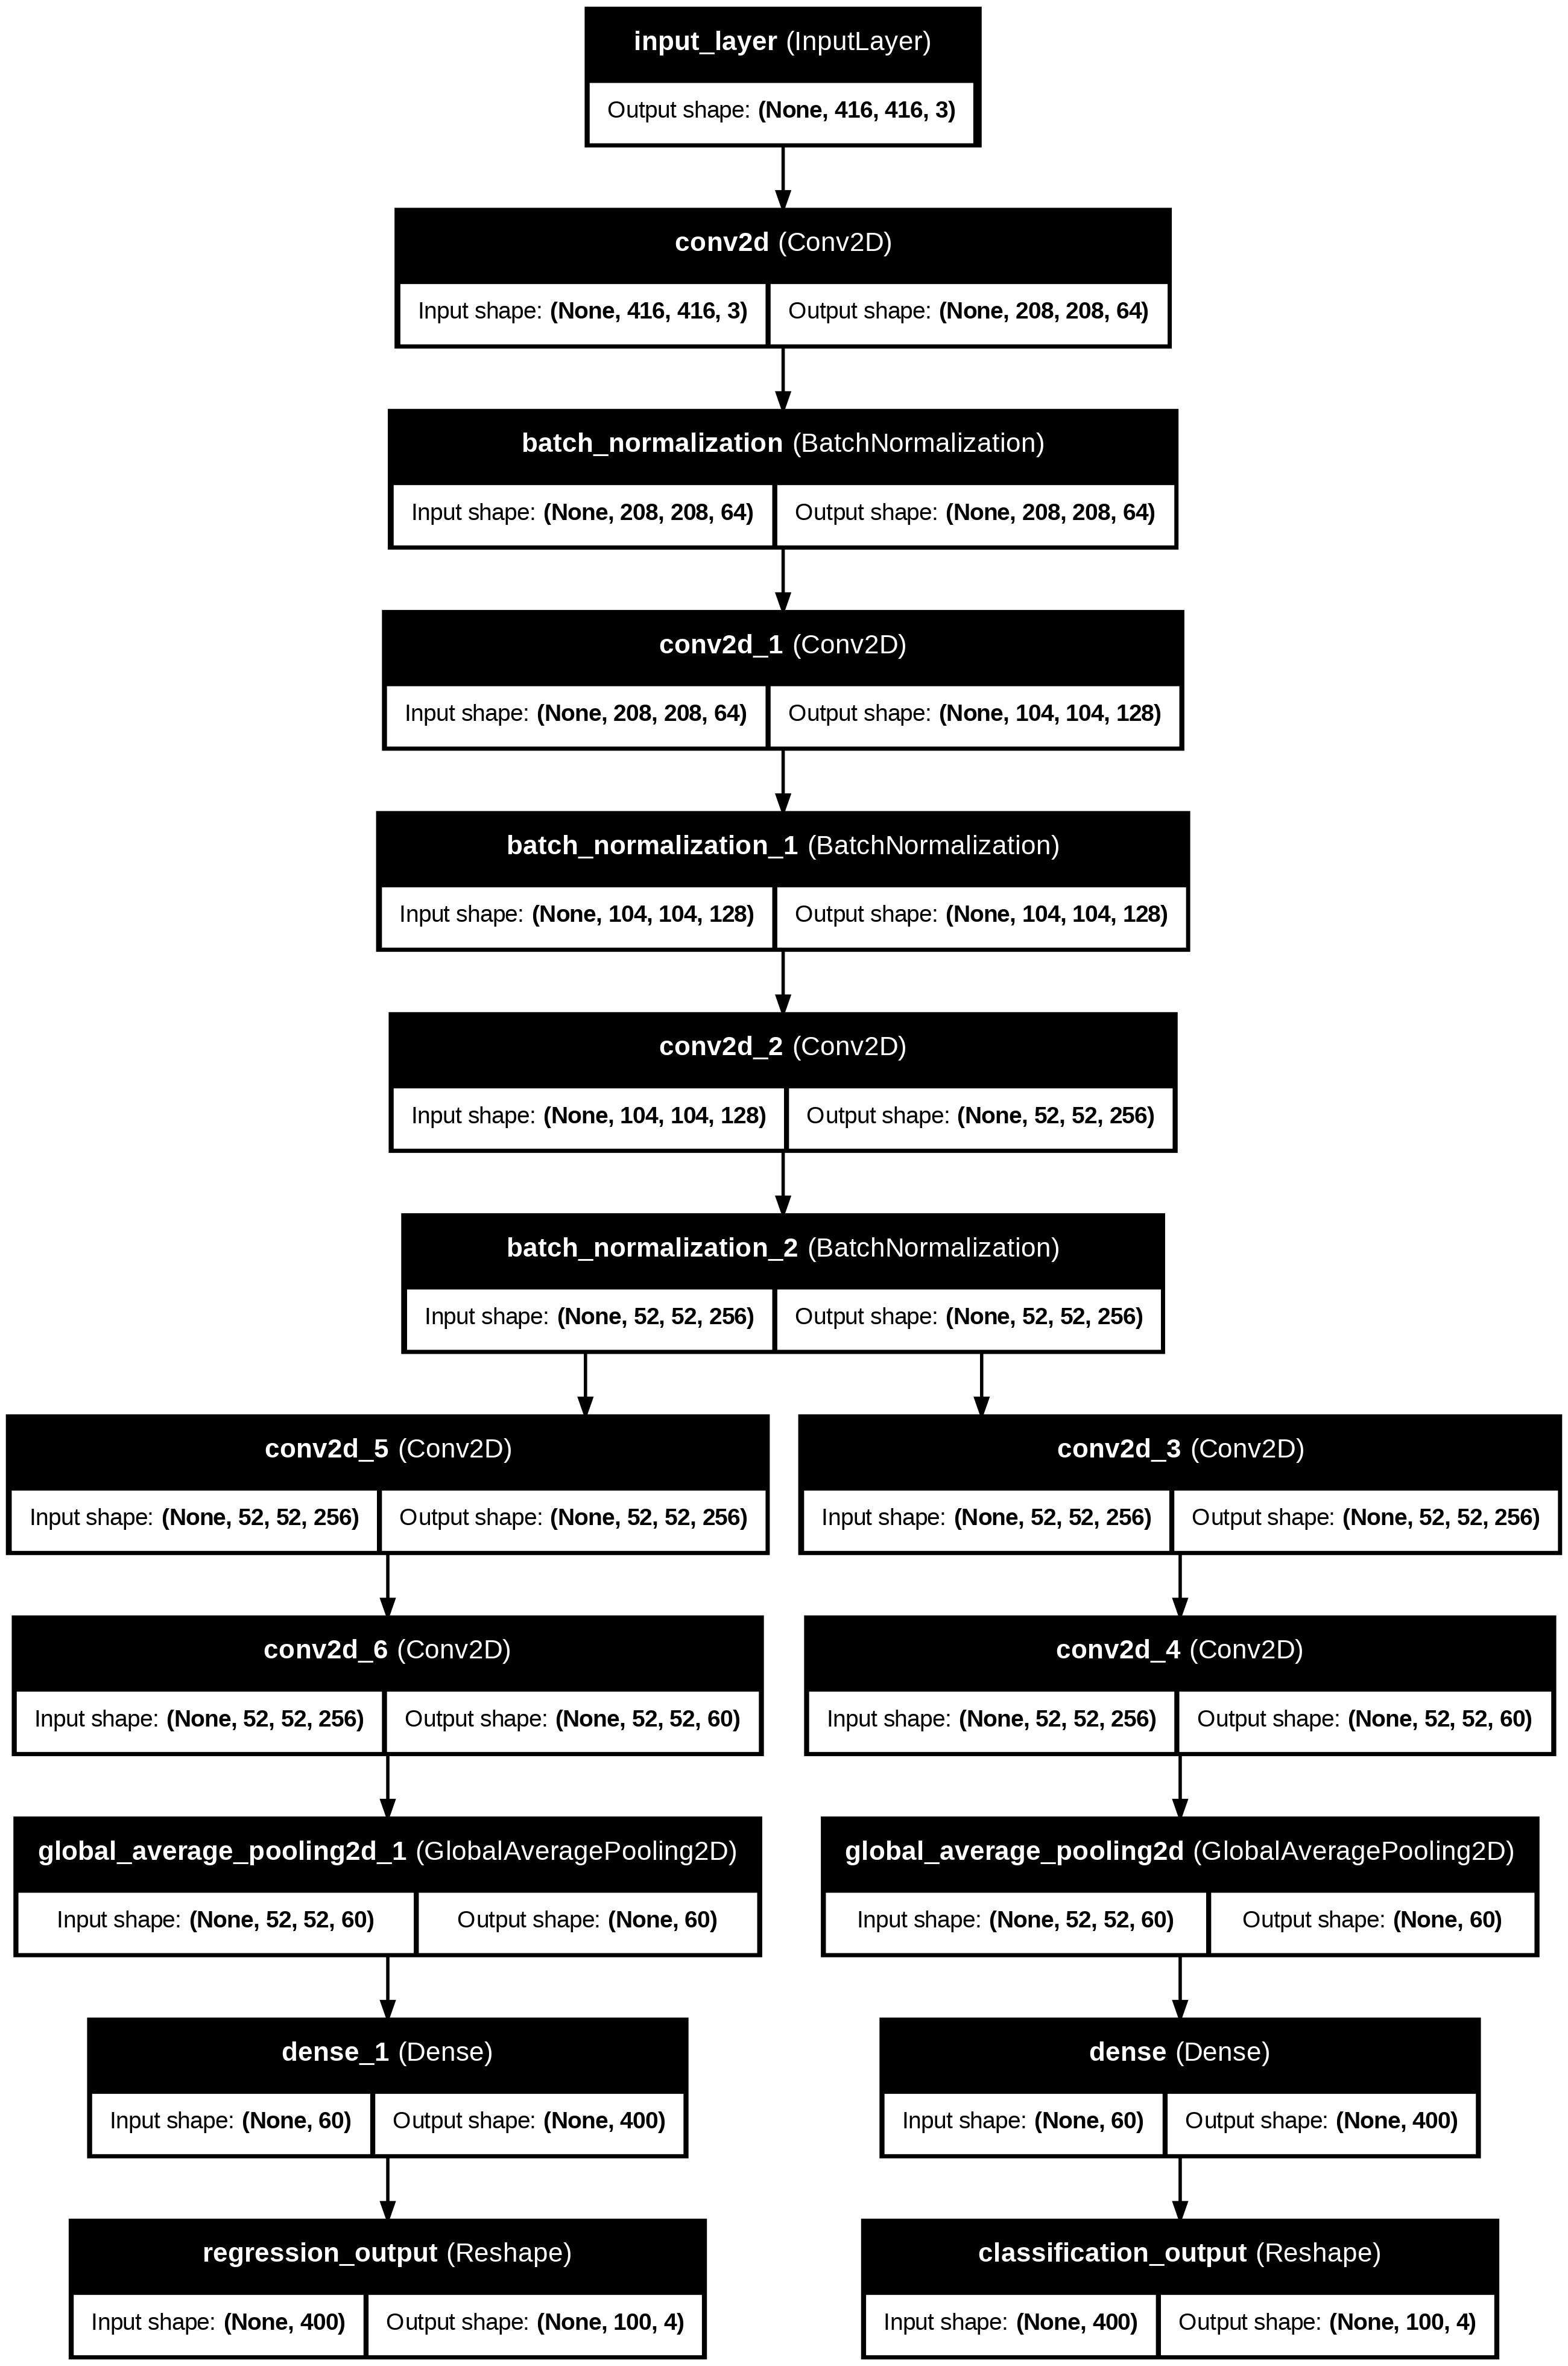 input_layer (InputLayer)
Output shape: (None, 416, 416, 3)
conv2d (Conv2D)
Input shape: (None, 416, 416, 3) Output shape: (None, 208, 208, 64)
batch_normalization (BatchNormalization)
Input shape: (None, 208, 208, 64) Output shape: (None, 208, 208, 64)
conv2d_1 (Conv2D)
Input shape: (None, 208, 208, 64) Output shape: (None, 104, 104, 128)
batch_normalization_1 (BatchNormalization)
Input shape: (None, 104, 104, 128) Output shape: (None, 104, 104, 128)
conv2d_2 (Conv2D)
Input shape: (None, 104, 104, 128) Output shape: (None, 52, 52, 256)
batch_normalization_2 (BatchNormalization)
Input shape: (None, 52, 52, 256) Output shape: (None, 52, 52, 256)
conv2d_5 (Conv2D)
Input shape: (None, 52, 52, 256) Output shape: (None, 52, 52, 256)
conv2d_6 (Conv2D)
Input shape: (None, 52, 52, 256) Output shape: (None, 52, 52, 60)
global_average_pooling2d_1 (GlobalAveragePooling2D)
Input shape: (None, 52, 52, 60) Output shape: (None, 60)
dense_1 (Dense)
Input shape: (None, 60) Output shape: (None, 400)
regression_output (Reshape)
Input shape: (None, 400) Output shape: (None, 100, 4)
conv2d_3 (Conv2D)
Input shape: (None, 52, 52, 256) Output shape: (None, 52, 52, 256)
conv2d_4 (Conv2D)
Input shape: (None, 52, 52, 256) Output shape: (None, 52, 52, 60)
global_average_pooling2d (GlobalAveragePooling2D)
Input shape: (None, 52, 52, 60) Output shape: (None, 60)
dense (Dense)
Input shape: (None, 60) Output shape: (None, 400)
classification_output (Reshape)
Input shape: (None, 400) Output shape: (None, 100, 4)